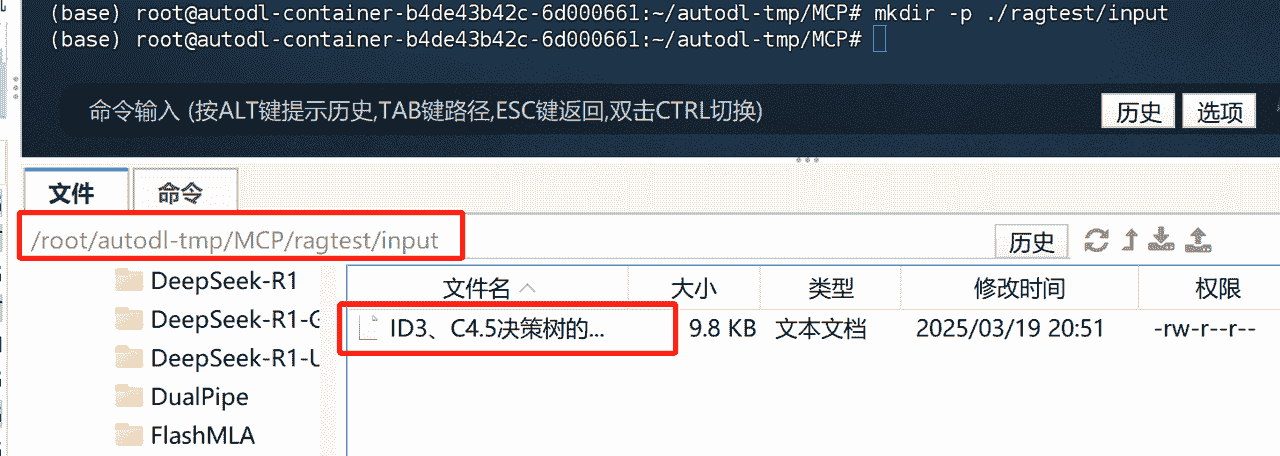 (base) root@autodl-container-b4de43b42c-6d000661:~/autodl-tmp/MCP# mkdir -p ./ragtest/input
(base) root@autodl-container-b4de43b42c-6d000661:~/autodl-tmp/MCP#
命令输入 (按ALT键提示历史,TAB键路径,ESC键返回,双击CTRL切换)
历史 选项
文件 命令
/root/autodl-tmp/MCP/ragtest/input
历史
DeepSeek-R1
DeepSeek-R1-G
DeepSeek-R1-U
DualPipe
FlashMLA
文件名 大小 类型 修改时间 权限
ID3、C4.5决策树的... 9.8 KB 文本文档 2025/03/19 20:51 -rw-r--r--